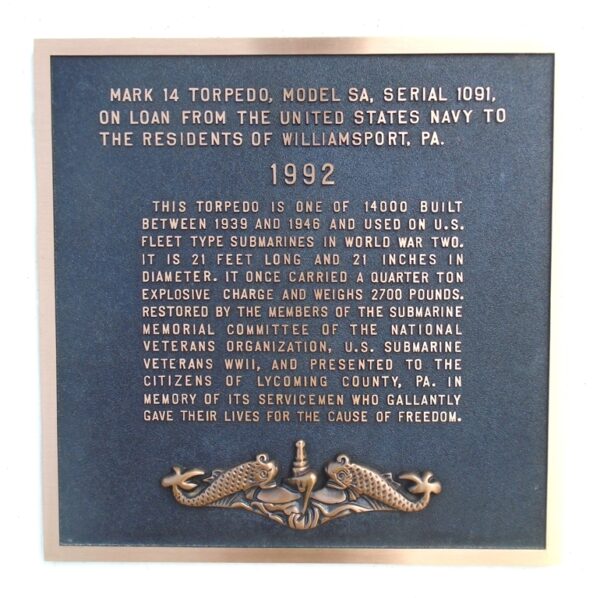 MARK 14 TORPEDO, MODEL 5A, SERIAL 1091,
ON LOAN FROM THE UNITED STATES NAVY TO
THE RESIDENTS OF WILLIAMSPORT, PA.
1992
THIS TORPEDO IS ONE OF 14000 BUILT
BETWEEN 1939 AND 1946 AND USED ON U.S.
FLEET TYPE SUBMARINES IN WORLD WAR TWO.
IT IS 21 FEET LONG AND 21 INCHES IN
DIAMETER. IT ONCE CARRIED A QUARTER TON
EXPLOSIVE CHARGE AND WEIGHS 2700 POUNDS.
RESTORED BY THE MEMBERS OF THE SUBMARINE
MEMORIAL COMMITTEE OF THE NATIONAL
VETERANS ORGANIZATION, U.S. SUBMARINE
VETERANS WWII, AND PRESENTED TO THE
CITIZENS OF LYCOMING COUNTY, PA. IN
MEMORY OF ITS SERVICEMEN WHO GALLANTLY
GAVE THEIR LIVES FOR THE CAUSE OF FREEDOM.